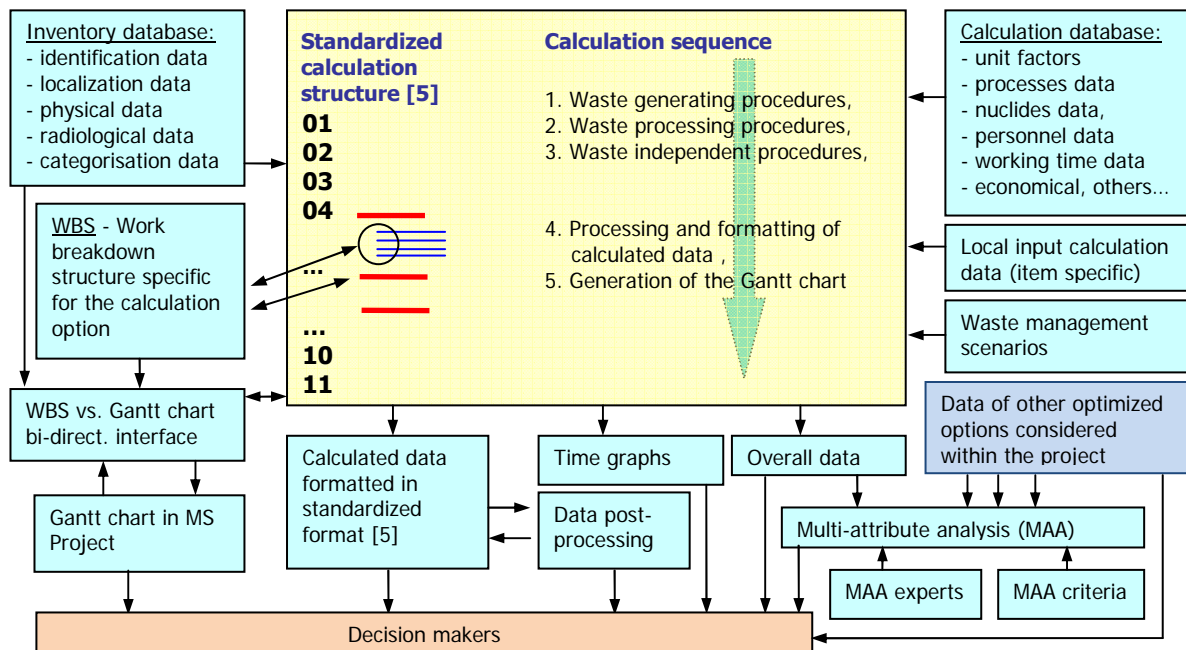 Inventory database:
- identification data
- localization data
- physical data
- radiological data
- categorisation data
WBS - Work
breakdown
structure specific
for the calculation
option
WBS vs. Gantt chart
bi-direct. interface
Gantt chart in MS
Project
Standardized
calculation
structure [5]
01
02
03
04
...
...
10
11
Calculation sequence
1. Waste generating procedures,
2. Waste processing procedures,
3. Waste independent procedures,
4. Processing and formatting of
calculated data ,
5. Generation of the Gantt chart
Calculation database:
- unit factors
- processes data
- nuclides data,
- personnel data
- working time data
- economical, others...
Local input calculation
data (item specific)
Waste management
scenarios
Data of other optimized
options considered
within the project
Calculated data
formatted in
standardized
format [5]
Time graphs
Data post-
processing
Overall data
Multi-attribute analysis (MAA)
MAA experts
MAA criteria
Decision makers